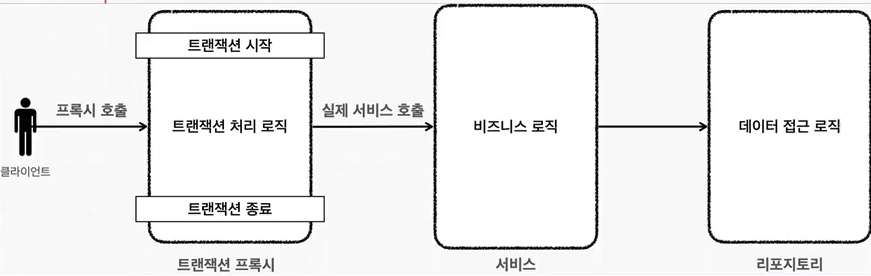 트랜잭션 시작
프록시 호출
트랜잭션 처리 로직
실제 서비스 호출
비즈니스 로직
데이터 접근 로직
클라이언트
트랜잭션 종료
트랜잭션 프록시
서비스
리포지토리